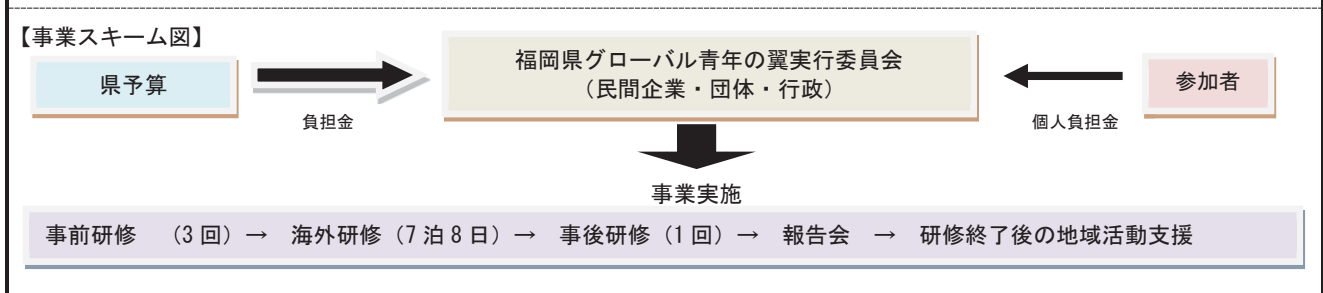 【事業スキーム図】
県予算
負担金
福岡県グローバル青年の翼実行委員会
（民間企業・団体・行政）
個人負担金
参加者
事業実施
事前研修　（3回）→　海外研修（7泊8日）→　事後研修（1回）→　報告会　→　研修終了後の地域活動支援